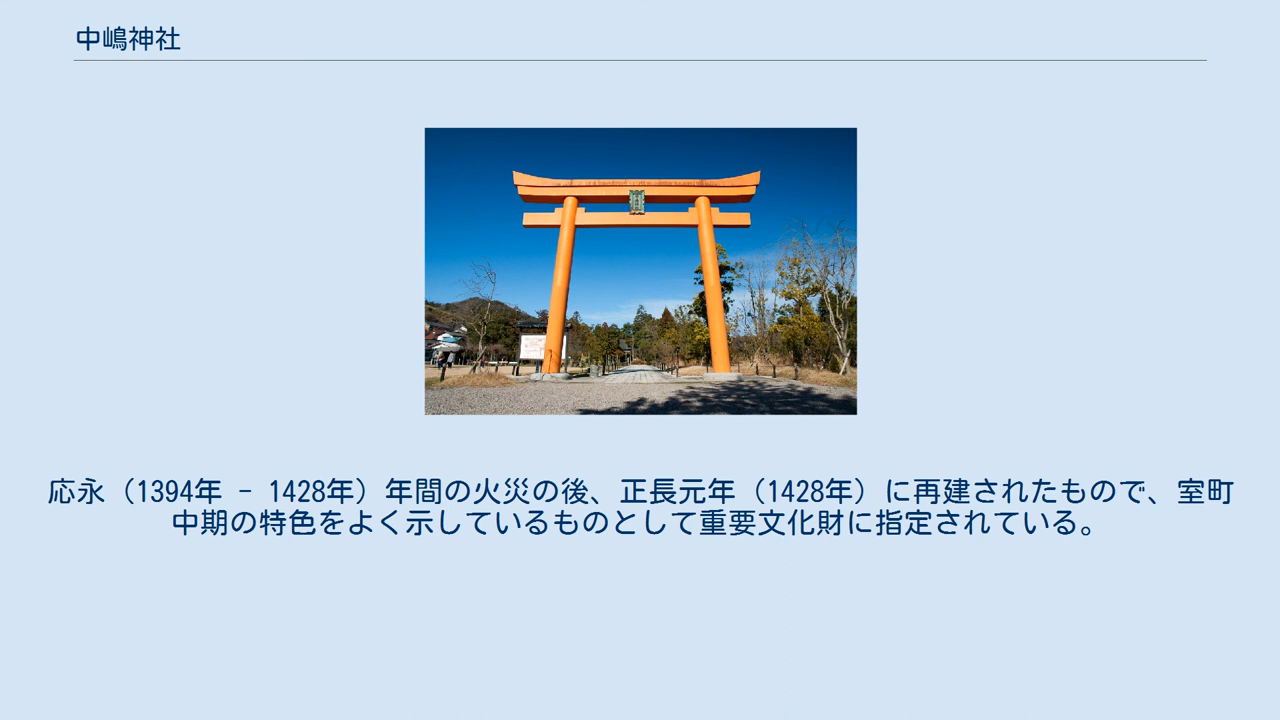 中嶋神社
応永（1394年 - 1428年）年間の火災の後、正長元年（1428年）に再建されたもので、室町
中期の特色をよく示しているものとして重要文化財に指定されている。